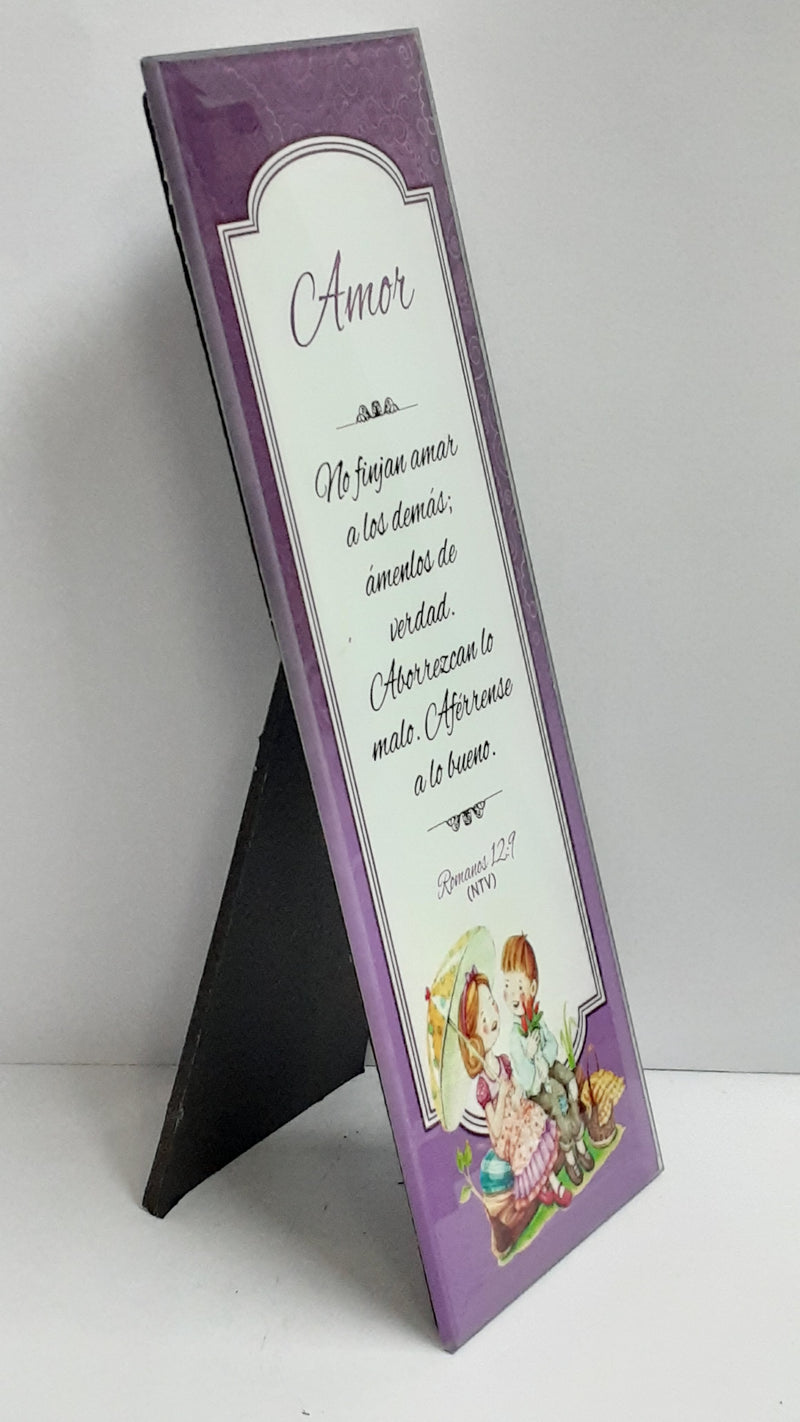 Amor
No finjan amar
a los demás;
ámenlos de
verdad.
Aborrezcan lo
malo. Aférrense
a lo bueno.
Romanos 12:9
(NTV)